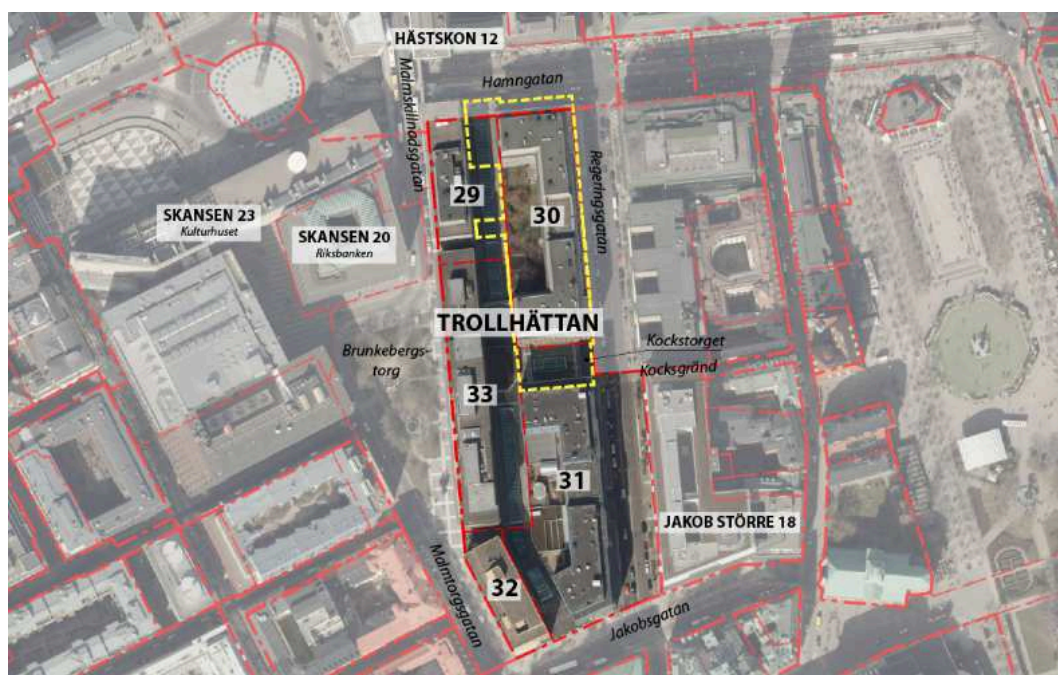 HÄSTSKON 12
Malmskillnadsgatan
Hamngatan
Regeringsgatan
29
30
SKANSEN 23
Kulturhuset
SKANSEN 20
Riksbanken
TROLLHÄTTAN
Brunkebergs-
torg
Kockstorget
Kocksgränd
33
31
JAKOB STÖRRE 18
32
Malmtorgsgatan
Jakobsgatan